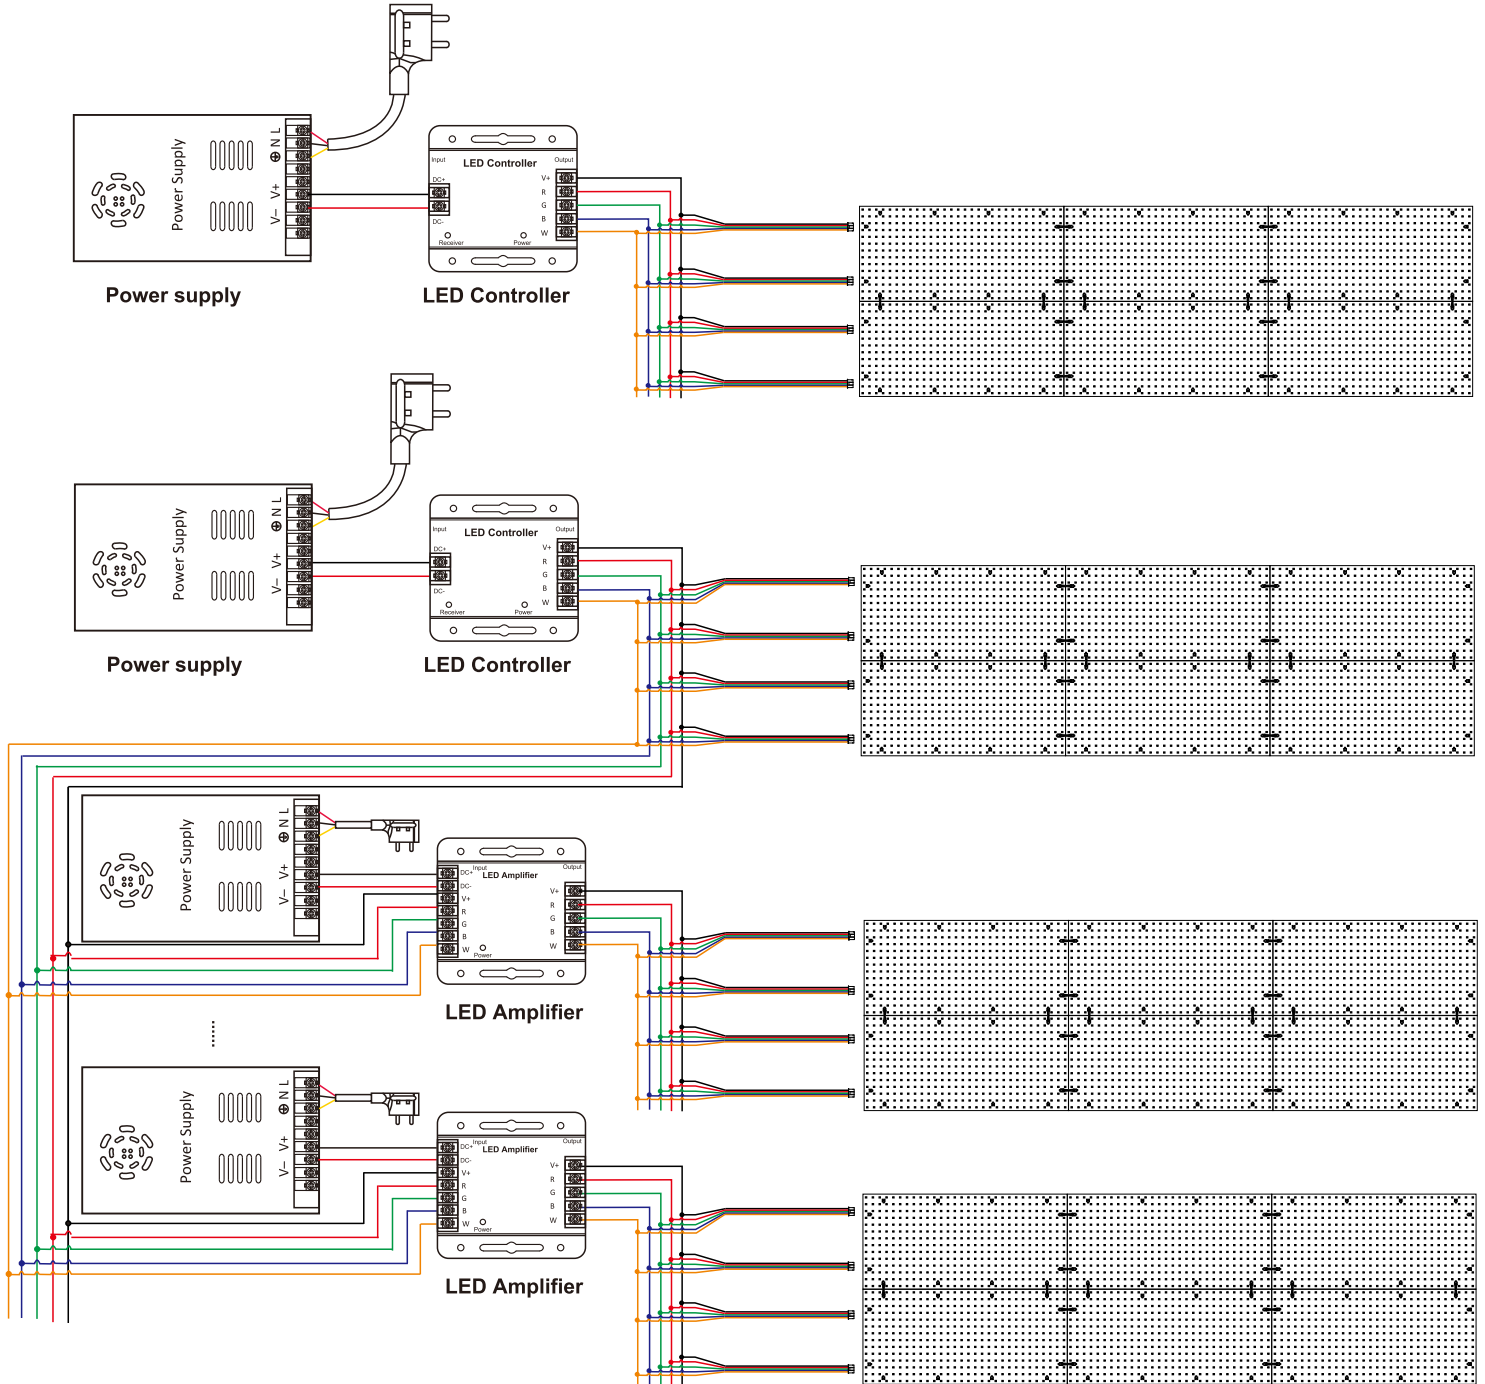 Power Supply
L
N
V+
V-
Input
Output
LED Controller
DC+
DC-
V+
R
G
B
W
Receiver
Power
Power supply
LED Controller
Power Supply
L
N
V+
V-
Input
Output
LED Controller
DC+
DC-
V+
R
G
B
W
Receiver
Power
Power supply
LED Controller
Power Supply
L
N
V+
V-
Input
Output
LED Amplifier
DC+
DC-
V+
R
G
B
W
V+
R
G
B
W
Power
LED Amplifier
......
Power Supply
L
N
V+
V-
Input
Output
LED Amplifier
DC+
DC-
V+
R
G
B
W
V+
R
G
B
W
Power
LED Amplifier